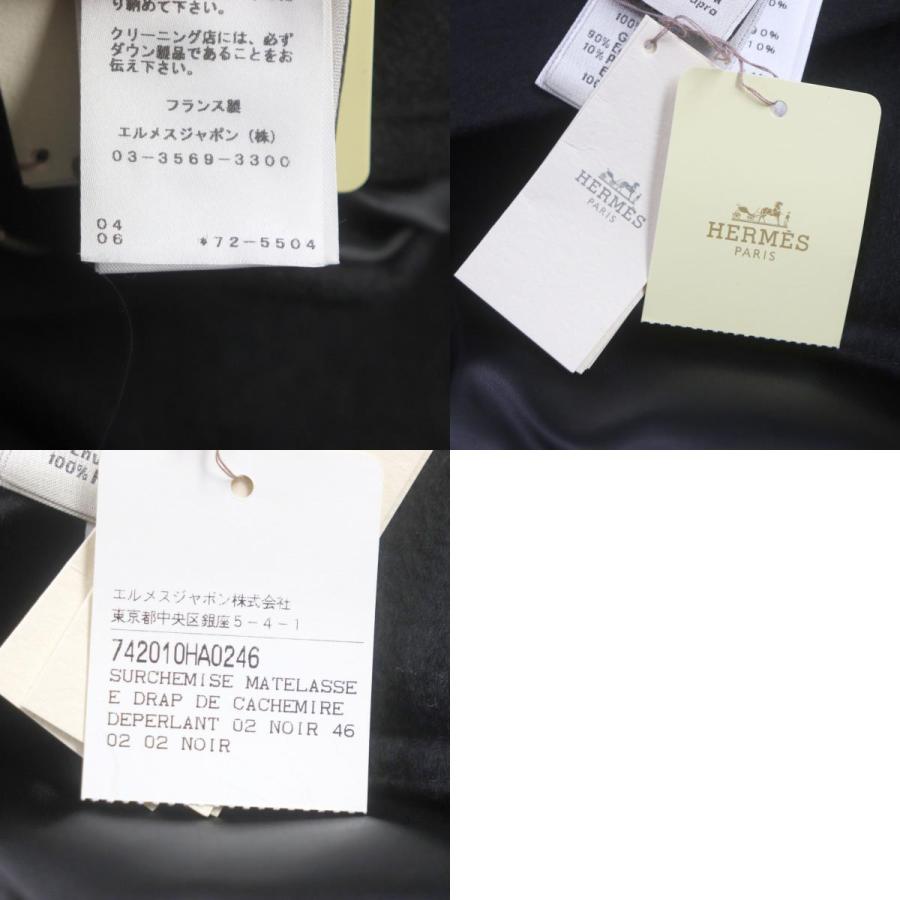 り納めて下さい。
クリーニング店には、必ず
ダウン製品であることをお
伝え下さい。
フランス製
エルメスジャポン（株）
03-3569-3300
04
06
*72-5504
100%
90%
10%
100
90%
10%
HERMÈS
PARIS
HERMÈS
PARIS
100%
エルメスジャポン株式会社
東京都中央区銀座5-4-1
742010HA0246
SURCHEMISE MATELASSE
E DRAP DE CACHEMIRE
DEPERLANT 02 NOIR 46
02 02 NOIR